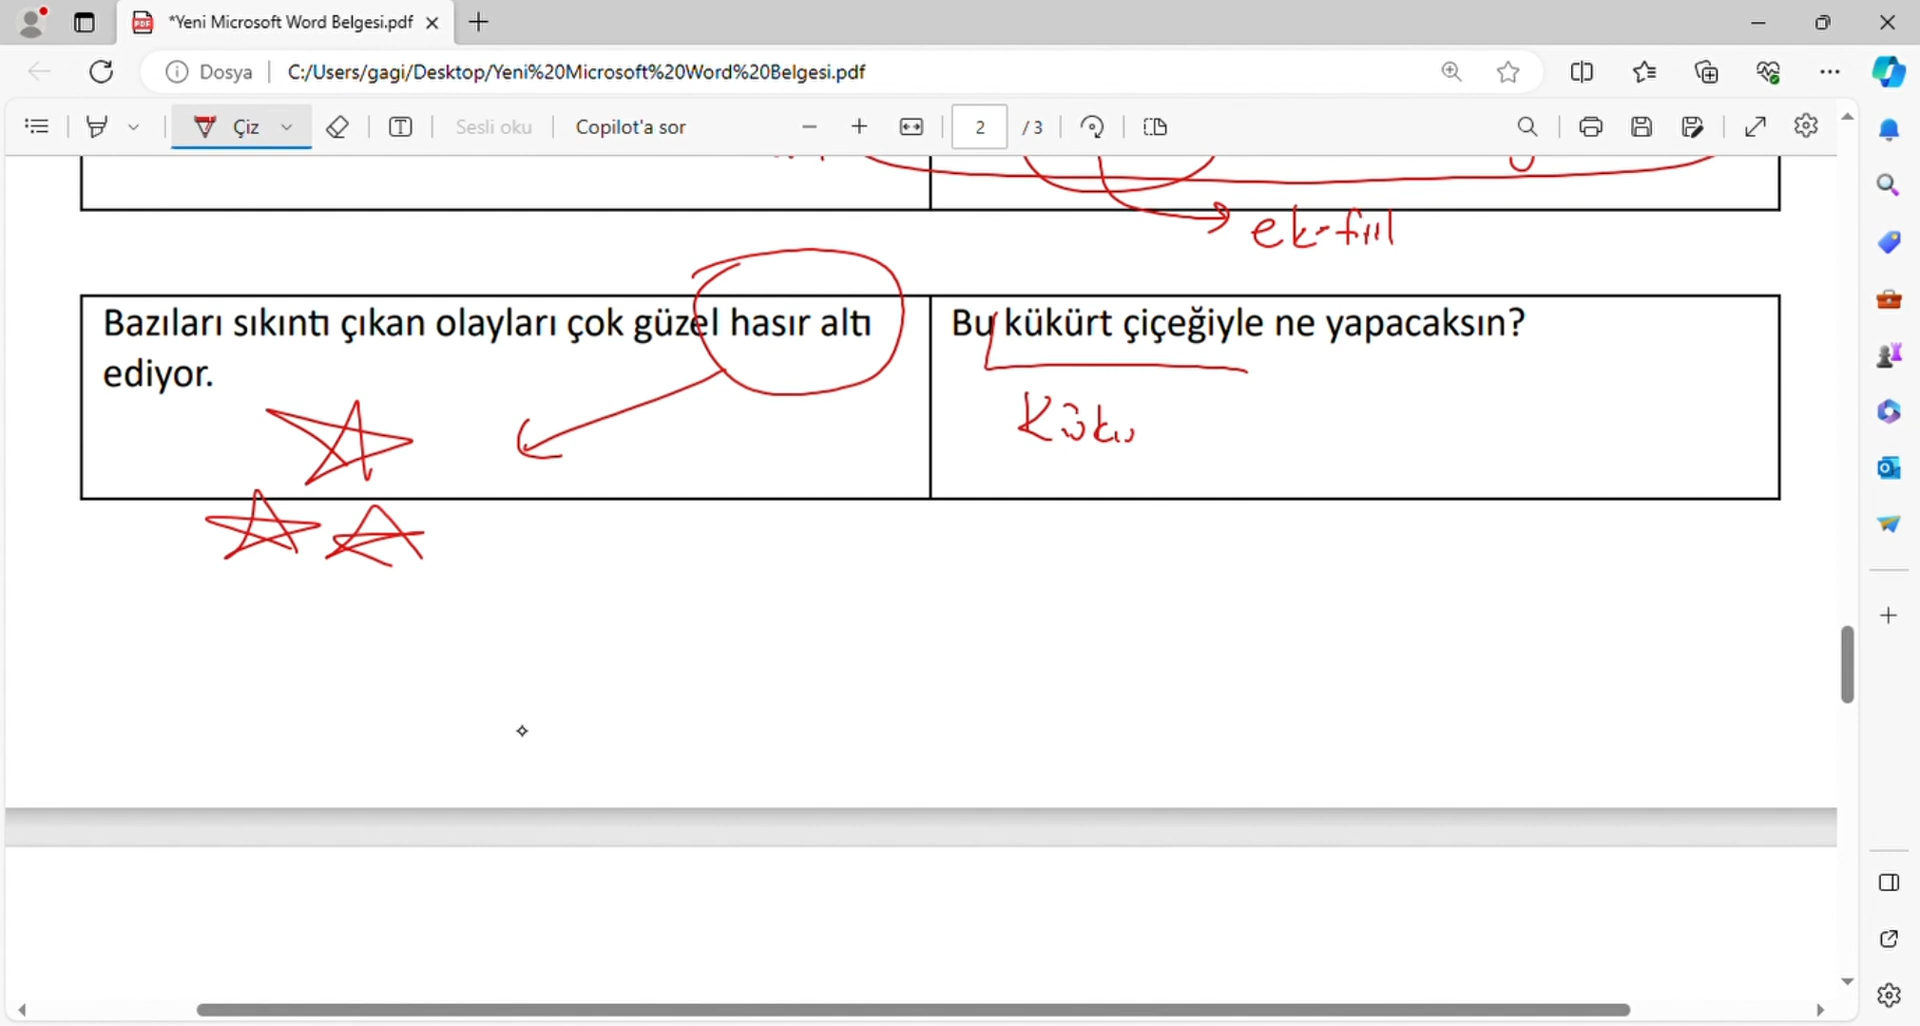 *Yeni Microsoft Word Belgesi.pdf
Dosya
C:/Users/gagi/Desktop/Yeni%20Microsoft%20Word%20Belgesi.pdf
Çiz
Sesli oku
Copilot'a sor
2 / 3
ek-fiil
Bazıları sıkıntı çıkan olayları çok güzel hasır altı
ediyor.
Bu kükürt çiçeğiyle ne yapacaksın?